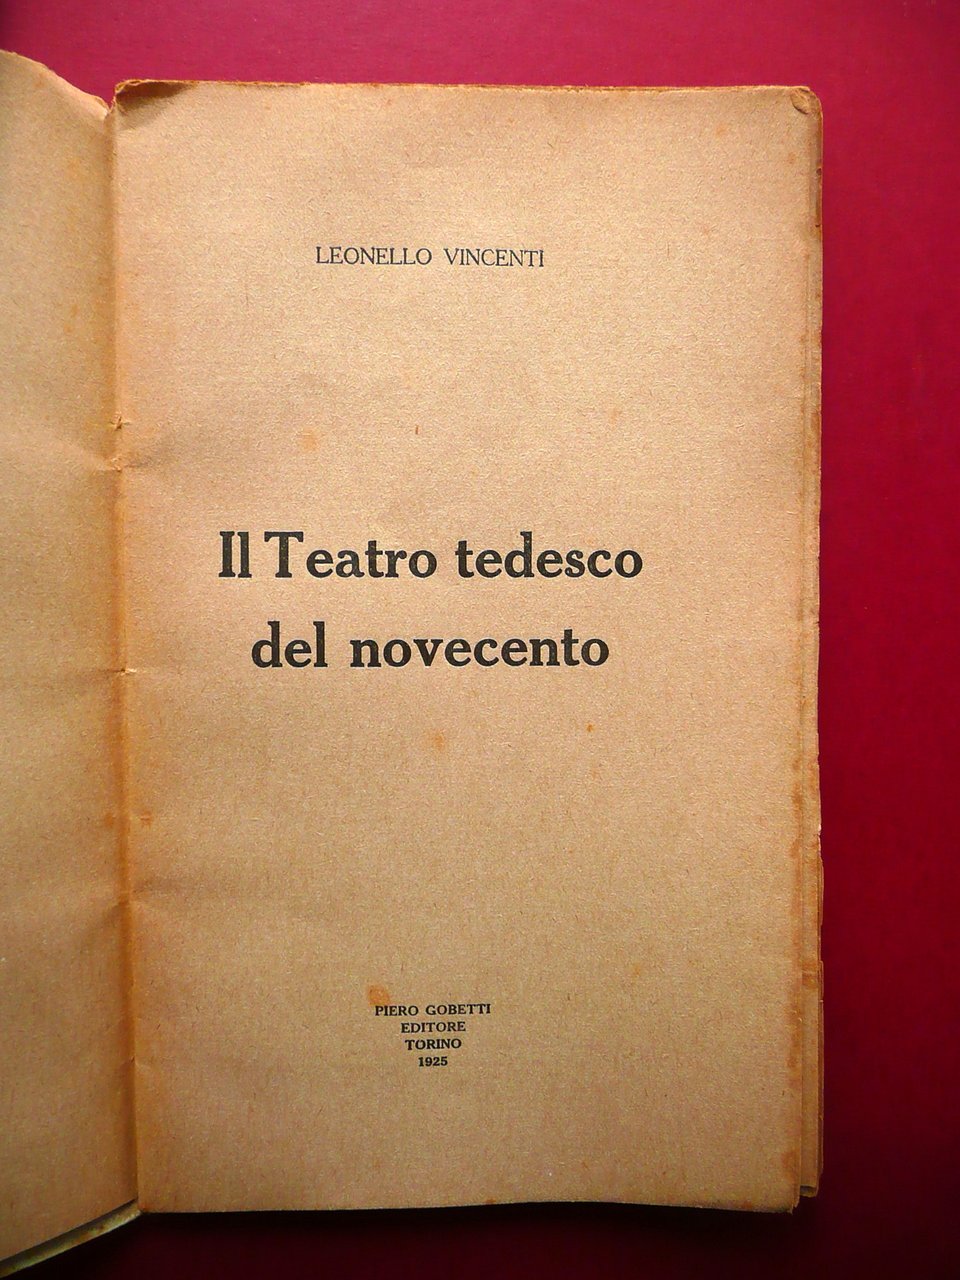 LEONELLO VINCENTI
Il Teatro tedesco
del novecento
PIERO GOBETTI
EDITORE
TORINO
1925